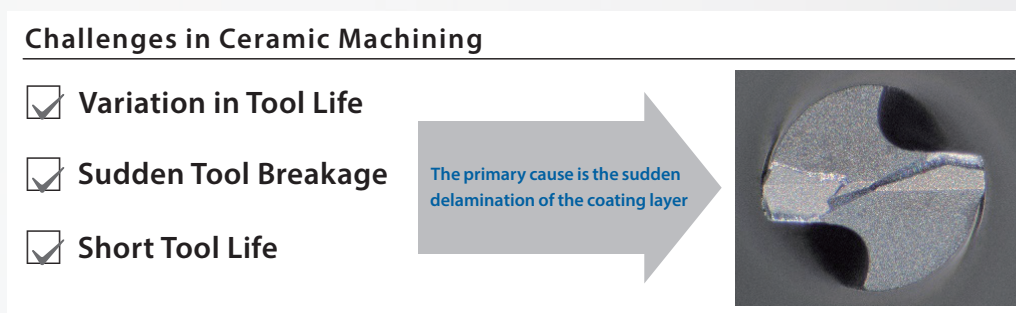 Challenges in Ceramic Machining
Variation in Tool Life
Sudden Tool Breakage
Short Tool Life
The primary cause is the sudden
delamination of the coating layer